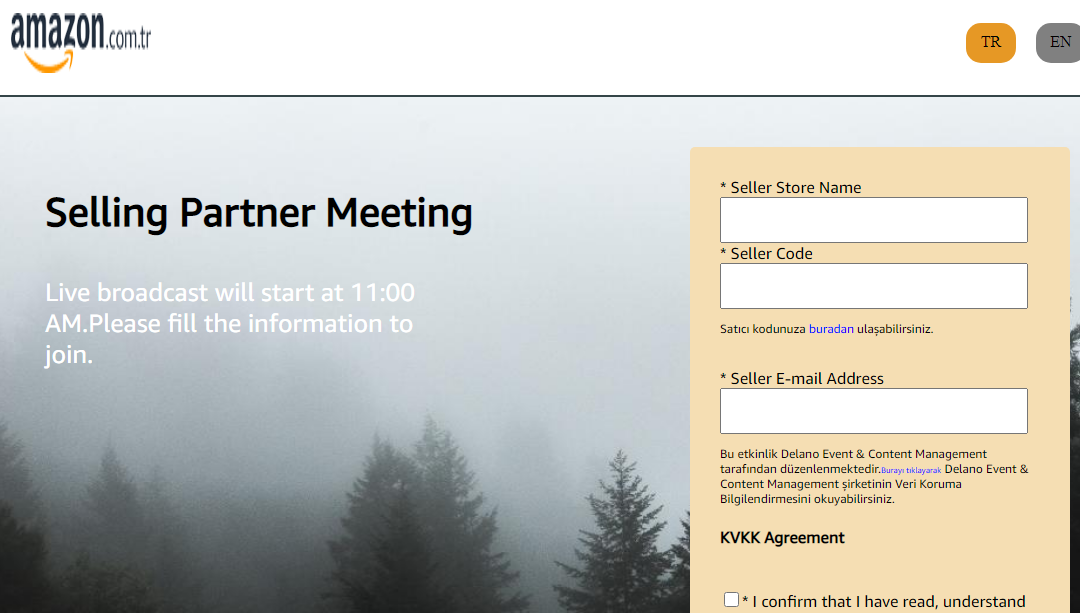 amazon.com.tr
TR
EN
Selling Partner Meeting
Live broadcast will start at 11:00
AM.Please fill the information to
join.
* Seller Store Name
* Seller Code
Satıcı kodunuza buradan ulaşabilirsiniz.
* Seller E-mail Address
Bu etkinlik Delano Event & Content Management
tarafından düzenlenmektedir.Burayı tıklayarak Delano Event &
Content Management şirketinin Veri Koruma
Bilgilendirmesini okuyabilirsiniz.
KVKK Agreement
* I confirm that I have read, understand